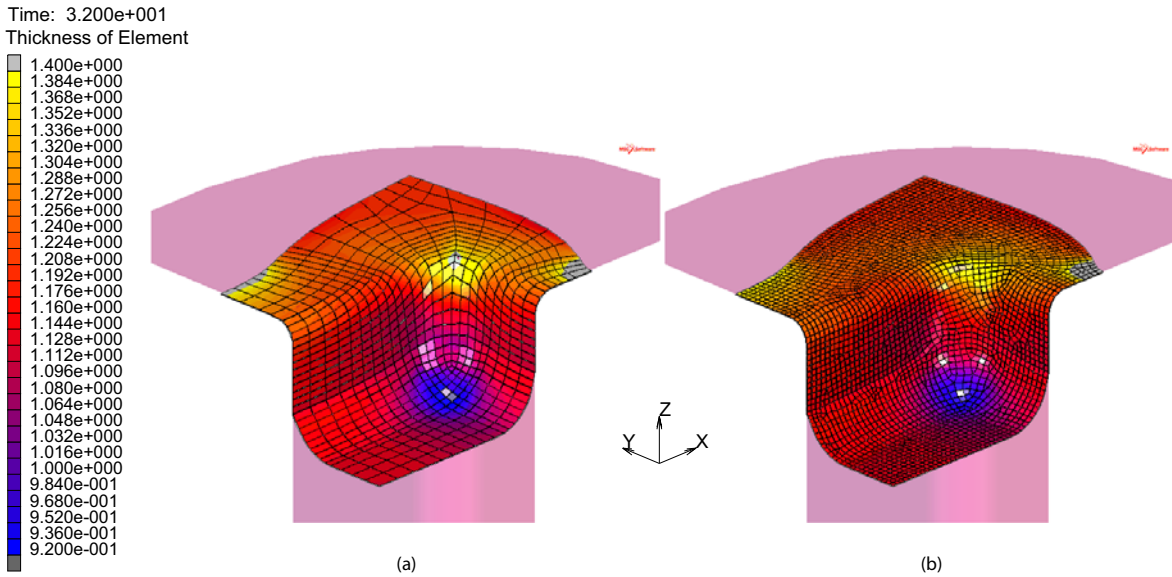 Time: 3.200e+001
Thickness of Element
1.400e+000
1.384e+000
1.368e+000
1.352e+000
1.336e+000
1.320e+000
1.304e+000
1.288e+000
1.272e+000
1.256e+000
1.240e+000
1.224e+000
1.208e+000
1.192e+000
1.176e+000
1.160e+000
1.144e+000
1.128e+000
1.112e+000
1.096e+000
1.080e+000
1.064e+000
1.048e+000
1.032e+000
1.016e+000
1.000e+000
9.840e-001
9.680e-001
9.520e-001
9.360e-001
9.200e-001
Z
Y X
(a) (b)